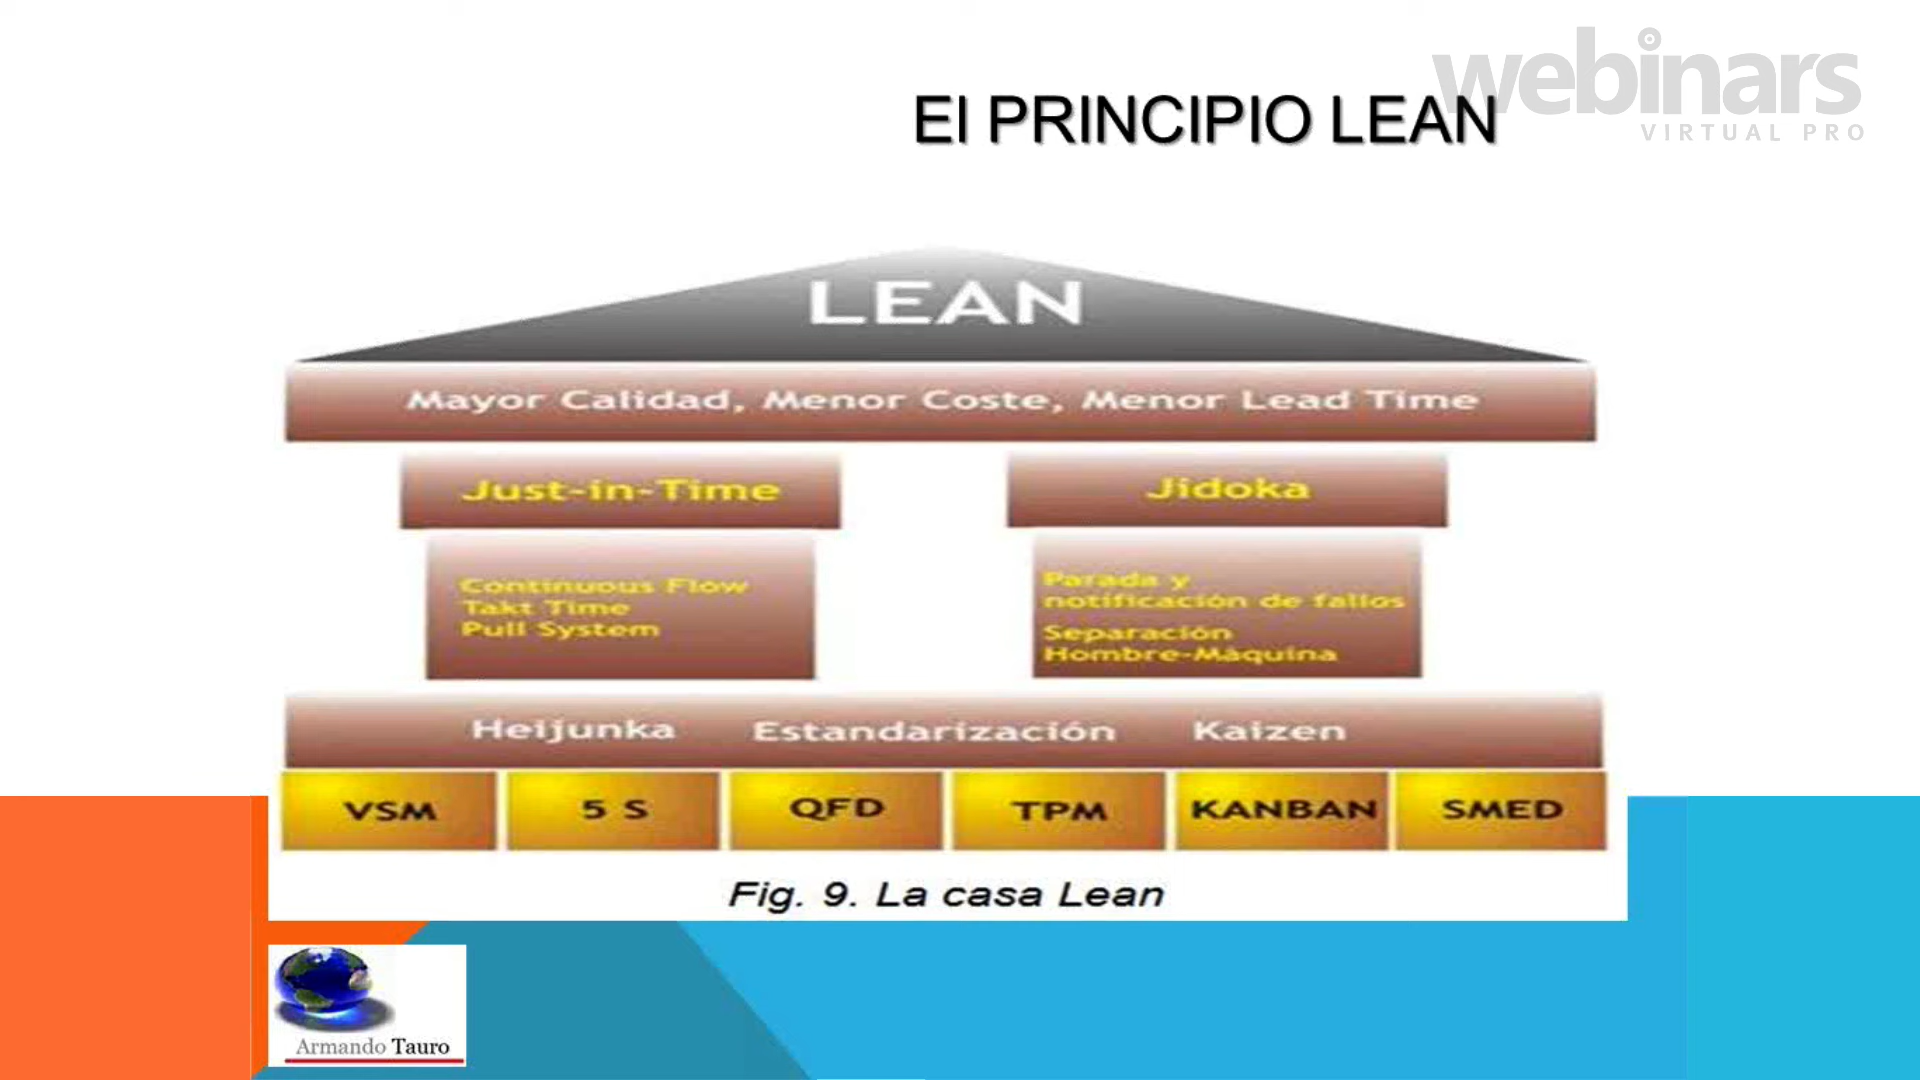 webinars
VIRTUAL PRO
El PRINCIPIO LEAN
LEAN
Mayor Calidad, Menor Coste, Menor Lead Time
Just-in-Time
Continuous Flow
Takt Time
Pull System
Jidoka
Parada y
notificación de fallos
Separación
Hombre-Máquina
Heijunka Estandarización Kaizen
VSM 5 S QFD TPM KANBAN SMED
Fig. 9. La casa Lean
Armando Tauro